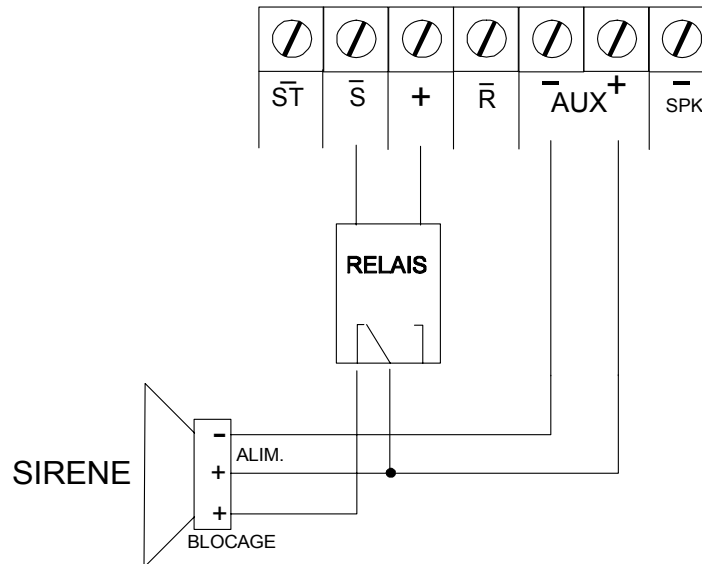 S̅T̅ S̅ + R̅ - AUX + - SPK
RELAIS
-
ALIM.
SIRENE
+
+
BLOCAGE